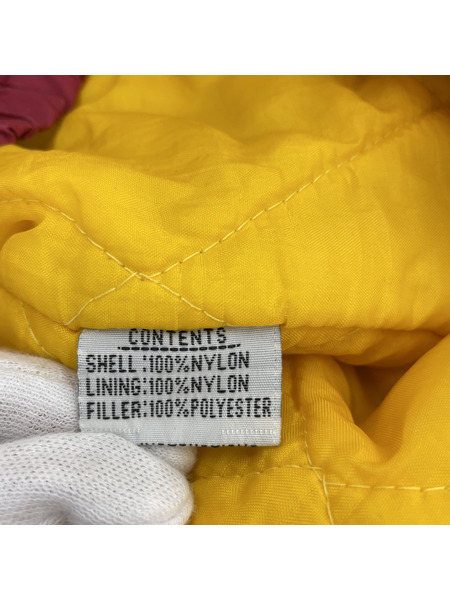 CONTENTS
SHELL:100%NYLON
LINING:100%NYLON
FILLER:100%POLYESTER